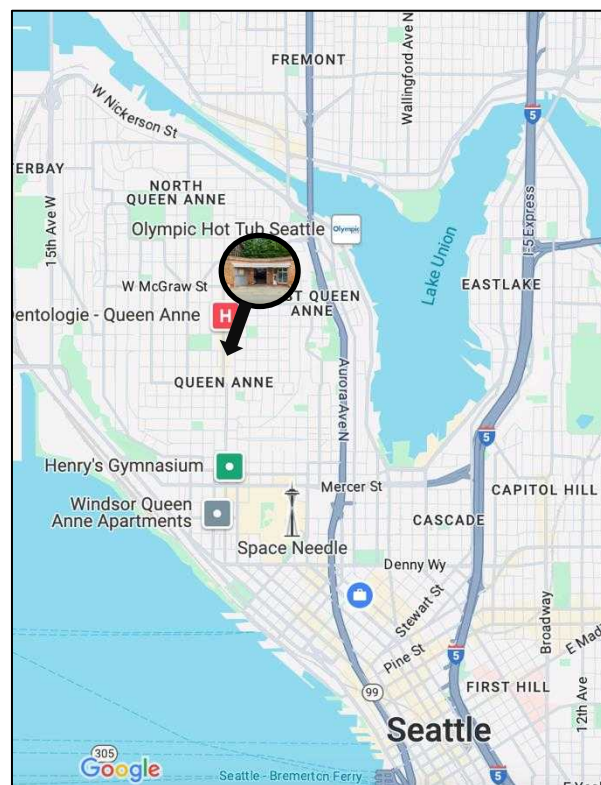 FREMONT
Wallingford Ave N
W Nickerson St
5
I-5 Express
ERBAY
NORTH
QUEEN ANNE
15th Ave W
Olympic Hot Tub Seattle
Olympic
Lake Union
EASTLAKE
W McGraw St
ST QUEEN
ANNE
Dentologie - Queen Anne
H
Aurora Ave N
QUEEN ANNE
5
Henry's Gymnasium
Mercer St
CAPITOL HILL
Windsor Queen
Anne Apartments
CASCADE
Space Needle
Denny Wy
Stewart St
Broadway
Pine St
5
E Madi
FIRST HILL
12th Ave
99
Seattle
305
Google
Seattle - Bremerton Ferry
5